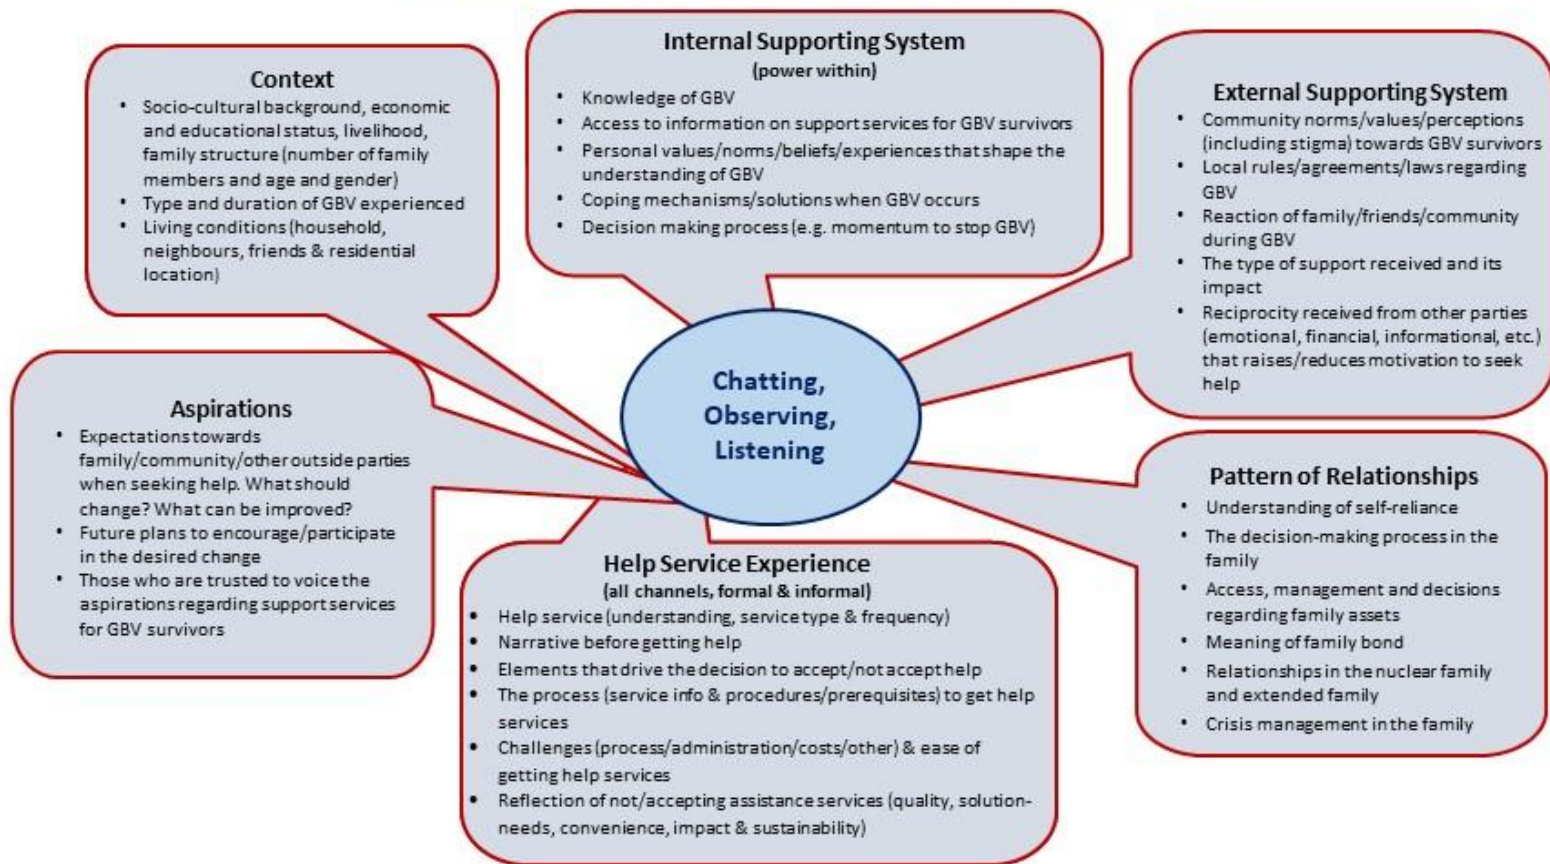 Context
• Socio-cultural background, economic
and educational status, livelihood,
family structure (number of family
members and age and gender)
• Type and duration of GBV experienced
• Living conditions (household,
neighbours, friends & residential
location)
Internal Supporting System
(power within)
• Knowledge of GBV
• Access to information on support services for GBV survivors
• Personal values/norms/beliefs/experiences that shape the
understanding of GBV
• Coping mechanisms/solutions when GBV occurs
• Decision making process (e.g. momentum to stop GBV)
External Supporting System
• Community norms/values/perceptions
(including stigma) towards GBV survivors
• Local rules/agreements/laws regarding
GBV
• Reaction of family/friends/community
during GBV
• The type of support received and its
impact
• Reciprocity received from other parties
(emotional, financial, informational, etc.)
that raises/reduces motivation to seek
help
Chatting,
Observing,
Listening
Aspirations
• Expectations towards
family/community/other outside parties
when seeking help. What should
change? What can be improved?
• Future plans to encourage/participate
in the desired change
• Those who are trusted to voice the
aspirations regarding support services
for GBV survivors
Help Service Experience
(all channels, formal & informal)
• Help service (understanding, service type & frequency)
• Narrative before getting help
• Elements that drive the decision to accept/not accept help
• The process (service info & procedures/prerequisites) to get help
services
• Challenges (process/administration/costs/other) & ease of
getting help services
• Reflection of not/accepting assistance services (quality, solution-
needs, convenience, impact & sustainability)
Pattern of Relationships
• Understanding of self-reliance
• The decision-making process in the
family
• Access, management and decisions
regarding family assets
• Meaning of family bond
• Relationships in the nuclear family
and extended family
• Crisis management in the family